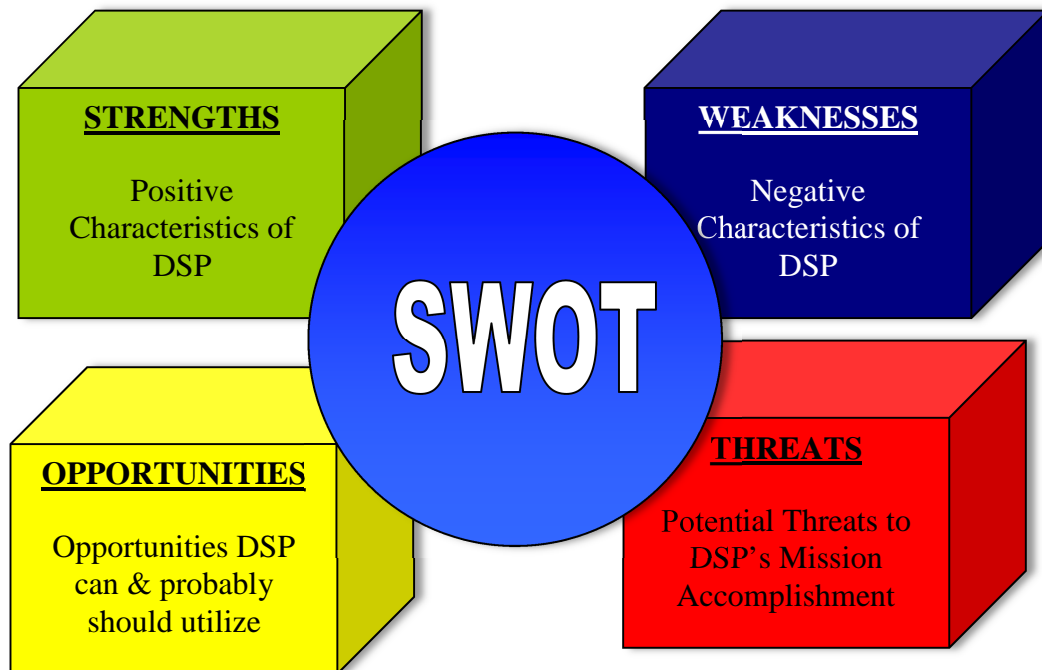 STRENGTHS
Positive
Characteristics of
DSP
WEAKNESSES
Negative
Characteristics of
DSP
SWOT
OPPORTUNITIES
Opportunities DSP
can & probably
should utilize
THREATS
Potential Threats to
DSP’s Mission
Accomplishment